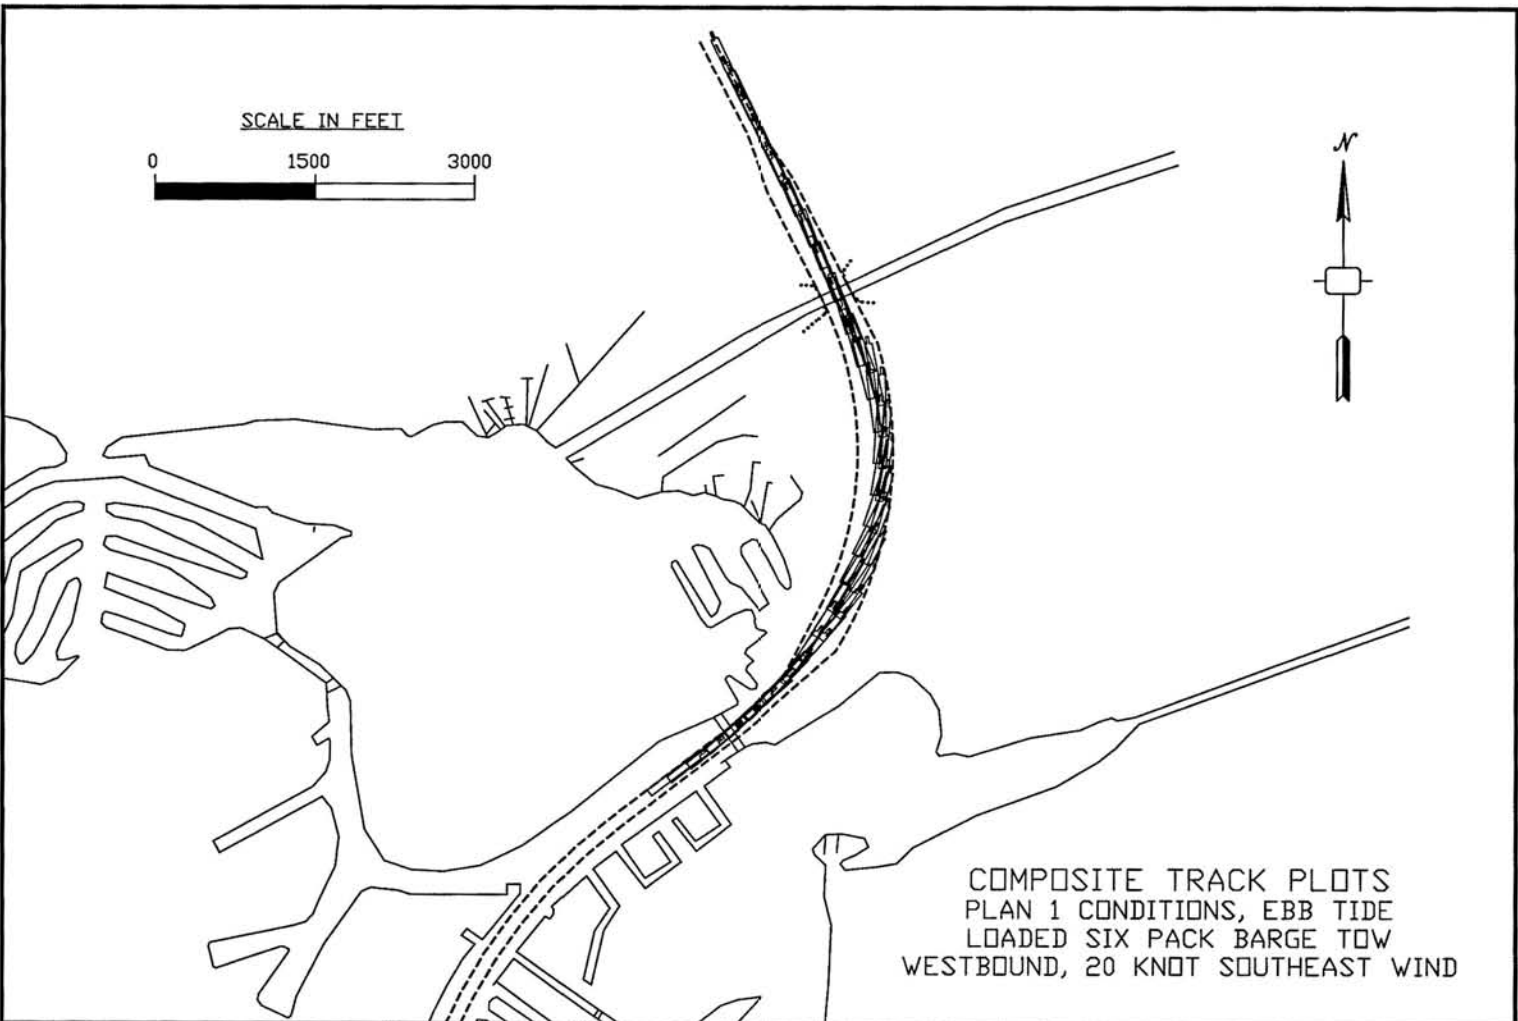 SCALE IN FEET
0 1500 3000
N
COMPOSITE TRACK PLOTS
PLAN 1 CONDITIONS, EBB TIDE
LOADED SIX PACK BARGE TOW
WESTBOUND, 20 KNOT SOUTHEAST WIND